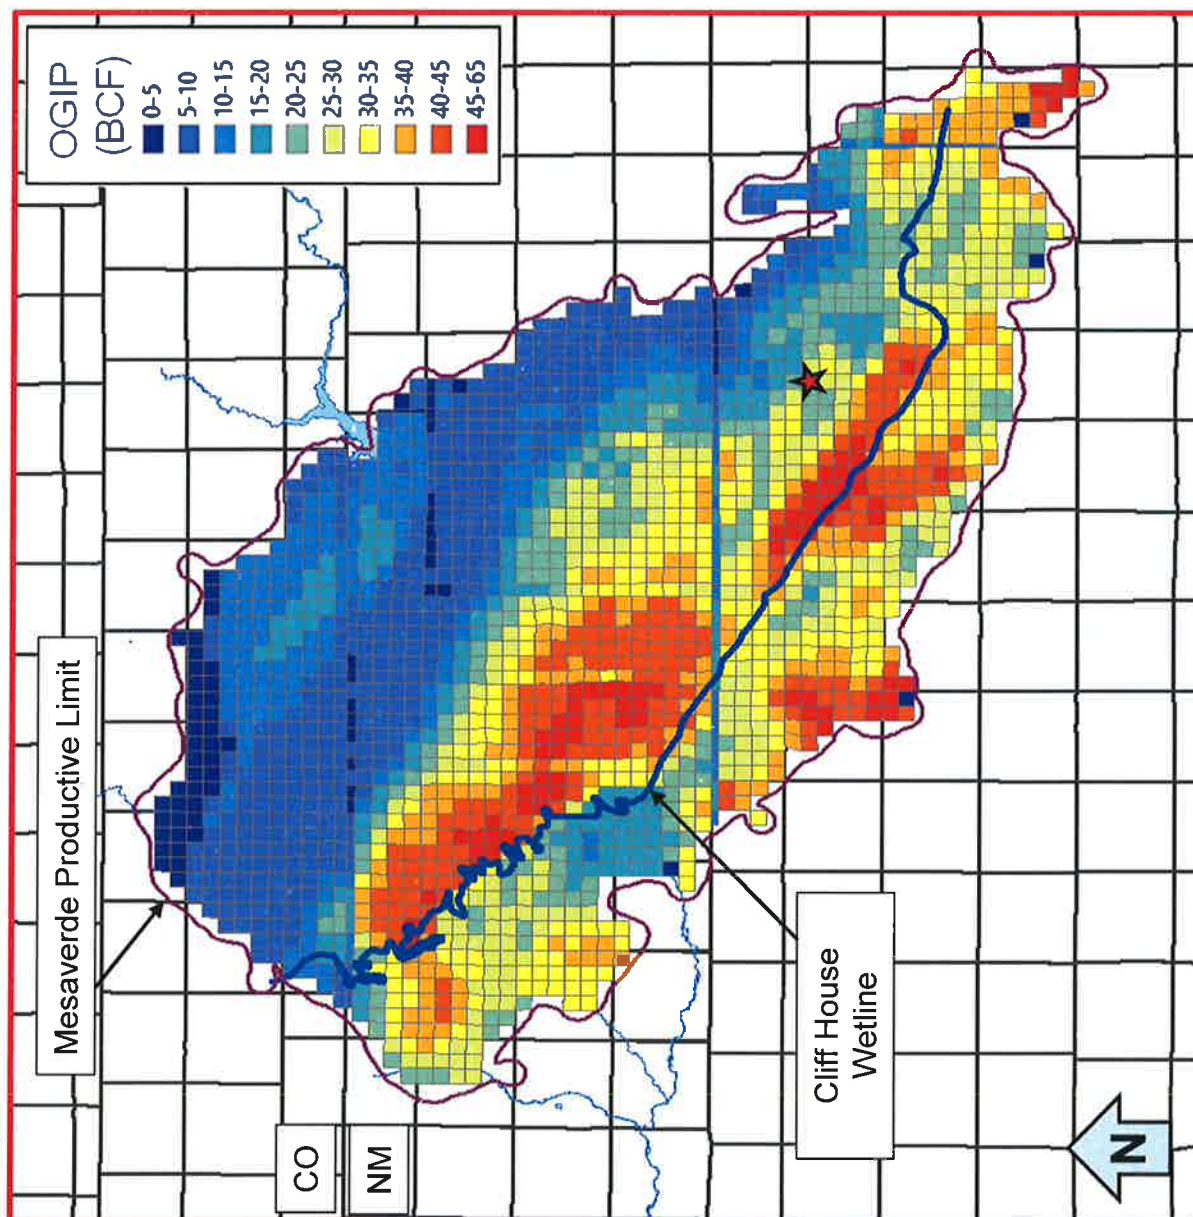 OGIP
(BCF)
0-5
5-10
10-15
15-20
20-25
25-30
30-35
35-40
40-45
45-65
Mesaverde Productive Limit
CO
NM
Cliff House
Wetline
N